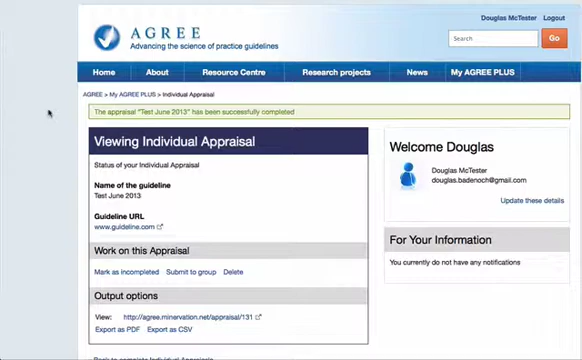 Douglas McTester Logout
AGREE
Advancing the science of practice guidelines
Search
Go
Home About Resource Centre Research projects News My AGREE PLUS
AGREE > My AGREE PLUS > Individual Appraisal
The appraisal "Test June 2013" has been successfully completed
Viewing Individual Appraisal
Status of your Individual Appraisal
Name of the guideline
Test June 2013
Guideline URL
www.guideline.com
Work on this Appraisal
Mark as incompleted Submit to group Delete
Output options
View: http://agree.minervation.net/appraisal/131
Export as PDF Export as CSV
Back to complete Individual Appraisals
Welcome Douglas
Douglas McTester
douglas.badenoch@gmail.com
Update these details
For Your Information
You currently do not have any notifications